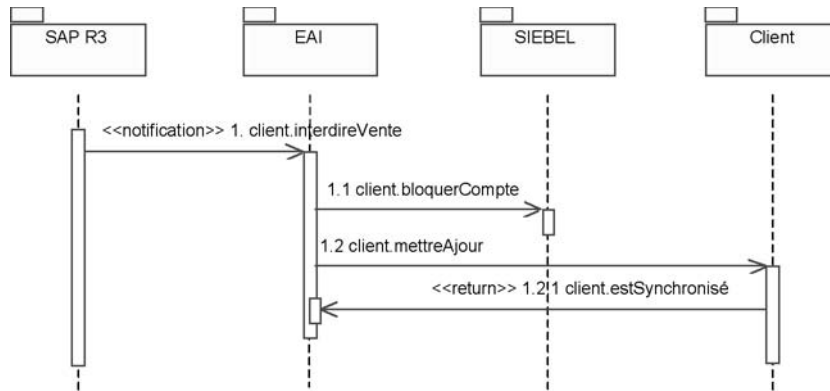 SAP R3
EAI
SIEBEL
Client
<<notification>> 1. client.interdireVente
1.1 client.bloquerCompte
1.2 client.mettreAjour
<<return>> 1.2.1 client.estSynchronisé